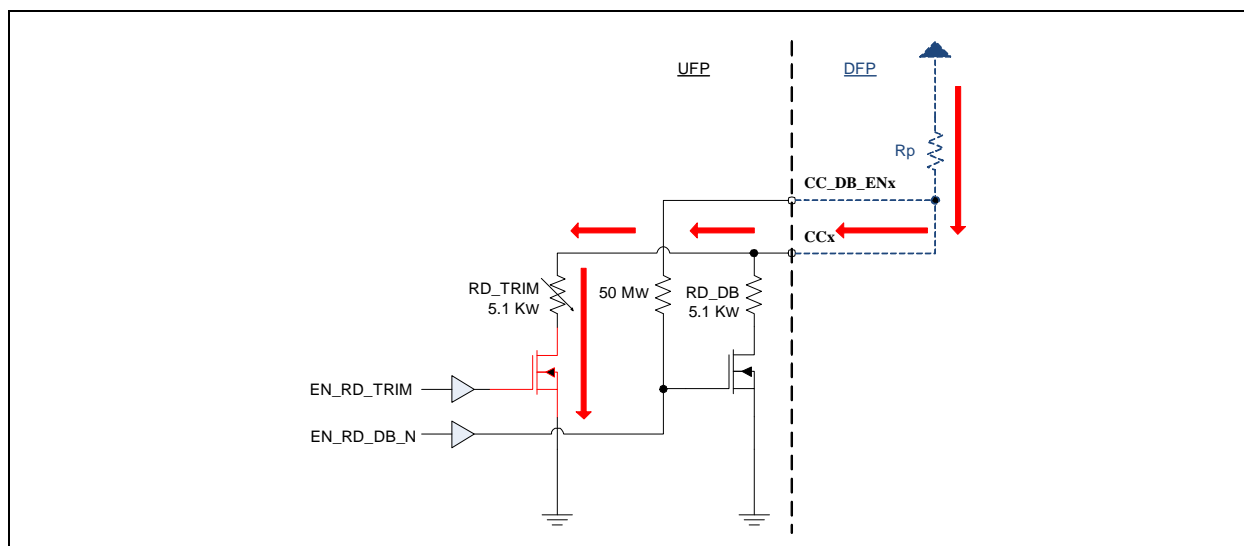 UFP
DFP
Rp
CC_DB_ENx
CCx
RD_TRIM
5.1 Kw
50 Mw
RD_DB
5.1 Kw
EN_RD_TRIM
EN_RD_DB_N